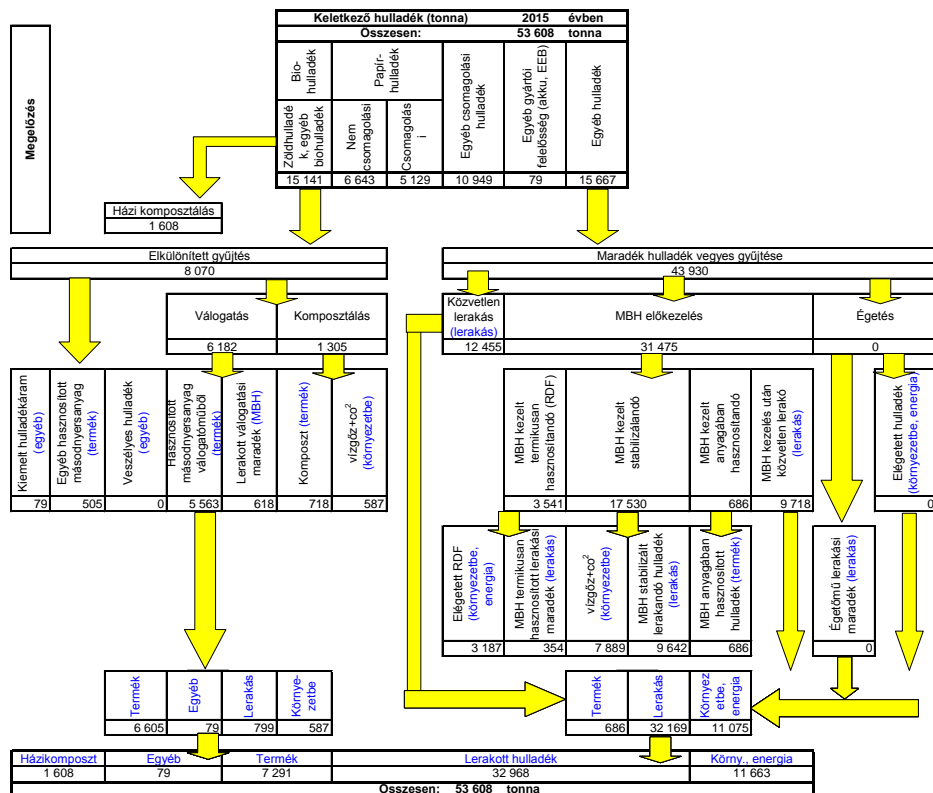 Keletkező hulladék (tonna) 2015 évben
Összesen: 53 608 tonna
Megelőzés
Bio-
hulladék
Papír-
hulladék
Zöldhulladé
k, egyéb
biohulladék
Nem
csomagolási
Csomagolás
i
Egyéb csomagolási
hulladék
Egyéb gyártói
felelősség (akku, EEB)
Egyéb hulladék
15 141 6 643 5 129 10 949 79 15 667
Házi komposztálás
1 608
Elkülönített gyűjtés
8 070
Maradék hulladék vegyes gyűjtése
43 930
Válogatás Komposztálás
6 182 1 305
Közvetlen
lerakás
(lerakás)
MBH előkezelés Égetés
12 455 31 475 0
Kiemelt hulladékáram
(egyéb)
Egyéb hasznosított
másodnyersanyag
(termék)
Veszélyes hulladék
(egyéb)
Hasznosított
másodnyersanyag
válogatóműből
(termék)
Lerakott válogatási
maradék (MBH)
Komposzt (termék)
vízgőz+co²
(környezetbe)
79 505 0 5 563 618 718 587
MBH kezelt
termikusan
hasznosítandó (RDF)
MBH kezelt
stabilizálandó
MBH kezelt
anyagában
hasznosítandó
MBH kezelés után
közvetlen lerakó
(lerakás)
3 541 17 530 686 9 718
Elégetett hulladék
(környezetbe, energia)
0
Elégetett RDF
(környezetbe,
energia)
MBH termikusan
hasznosított lerakási
maradék (lerakás)
vízgőz+co²
(környezetbe)
MBH stabilizált
lerakandó hulladék
(lerakás)
MBH anyagában
hasznosított
hulladék (termék)
3 187 354 7 889 9 642 686
Égetőmű lerakási
maradék (lerakás)
0
Termék
Egyéb
Lerakás
Környe-
zetbe
6 605 79 799 587
Termék
Lerakás
Környez
etbe,
energia
686 32 169 11 075
Házikomposzt Egyéb Termék Lerakott hulladék Körny., energia
1 608 79 7 291 32 968 11 663
Összesen: 53 608 tonna